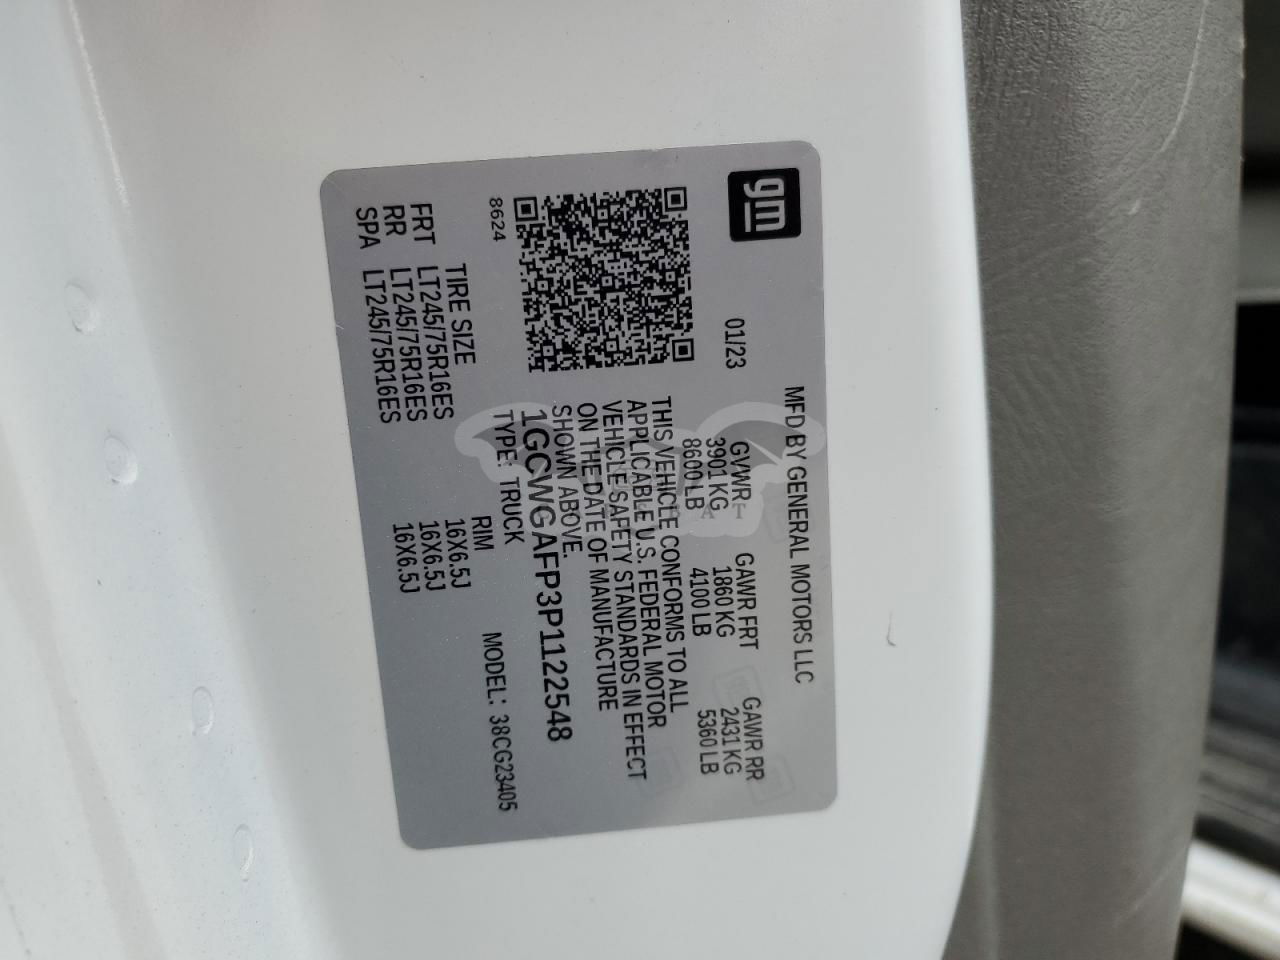 gm
MFD BY GENERAL MOTORS LLC
01/23
GVWR GAWR FRT GAWR RR
3901 KG 1860 KG 2431 KG
8600 LB 4100 LB 5360 LB
THIS VEHICLE CONFORMS TO ALL
APPLICABLE U.S. FEDERAL MOTOR
VEHICLE SAFETY STANDARDS IN EFFECT
ON THE DATE OF MANUFACTURE
SHOWN ABOVE.
1GCWGAFP3P1122548
8624
TYPE: TRUCK MODEL: 38CG23405
TIRE SIZE RIM
FRT LT245/75R16ES 16X6.5J
RR LT245/75R16ES 16X6.5J
SPA LT245/75R16ES 16X6.5J